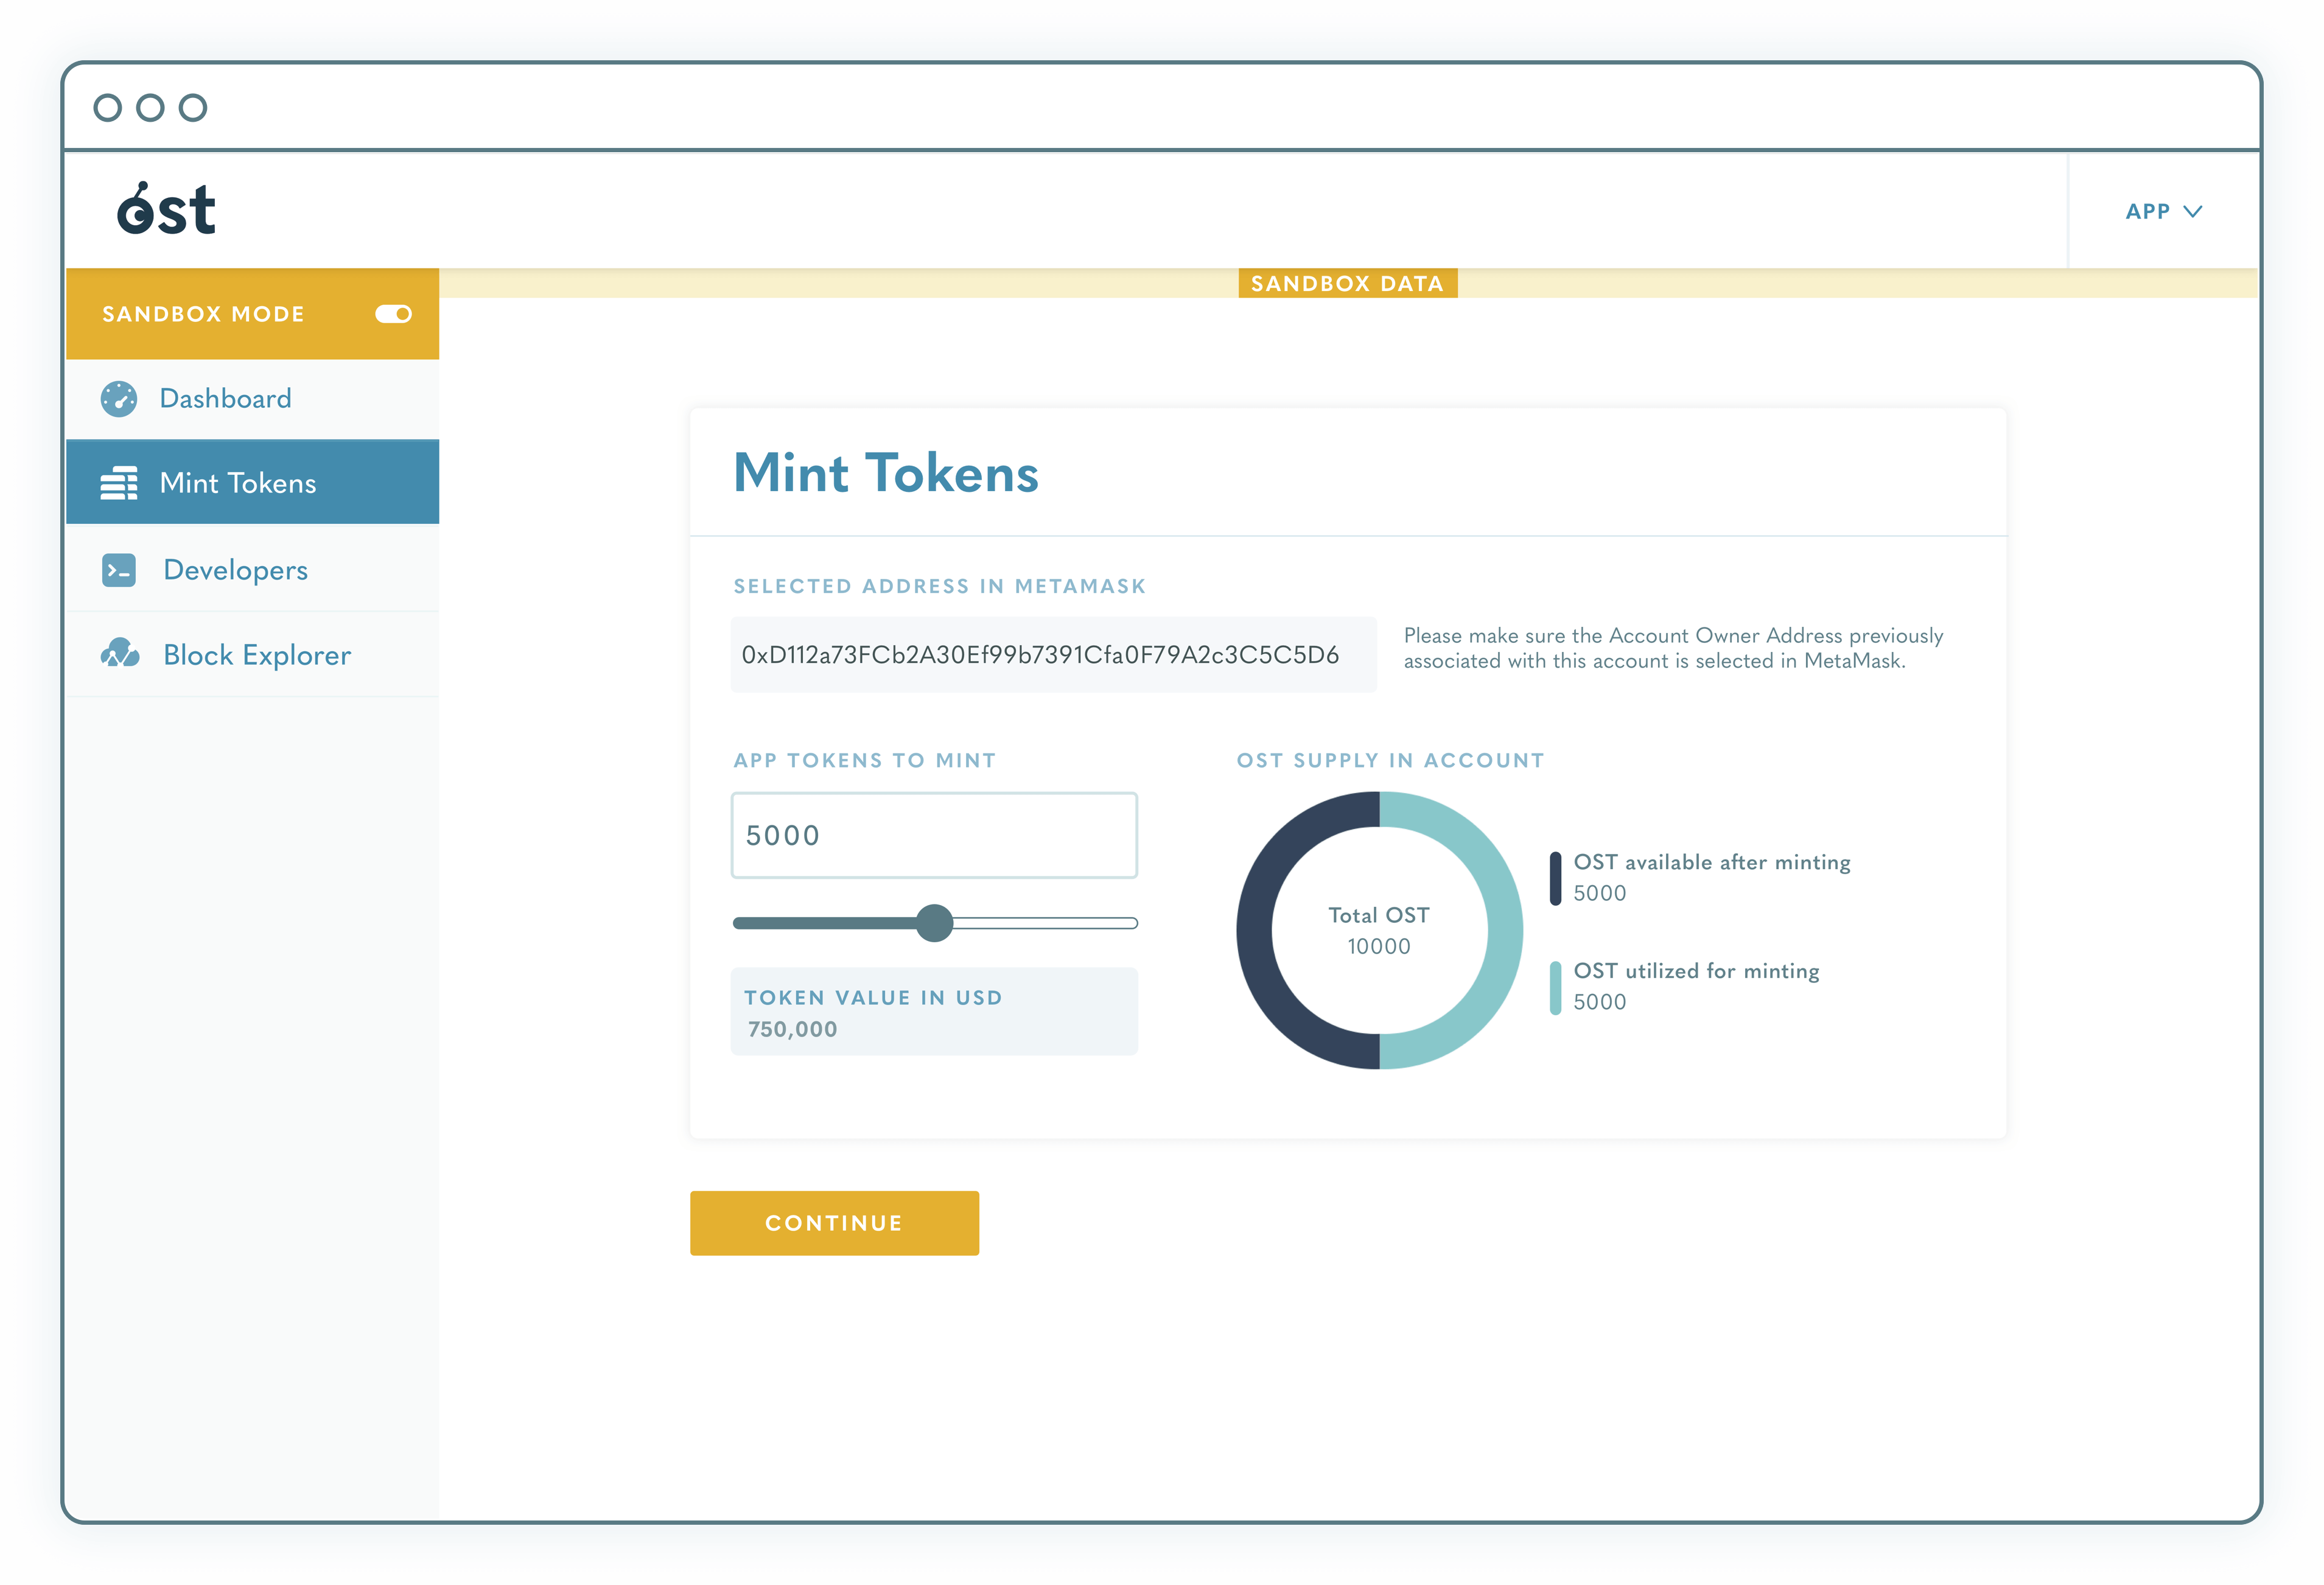 ost
APP
SANDBOX MODE
SANDBOX DATA
Dashboard
Mint Tokens
Developers
Block Explorer
Mint Tokens
SELECTED ADDRESS IN METAMASK
0xD112a73FCb2A30Ef99b7391Cfa0F79A2c3C5C5D6
Please make sure the Account Owner Address previously
associated with this account is selected in MetaMask.
APP TOKENS TO MINT
5000
TOKEN VALUE IN USD
750,000
OST SUPPLY IN ACCOUNT
Total OST
10000
OST available after minting
5000
OST utilized for minting
5000
CONTINUE